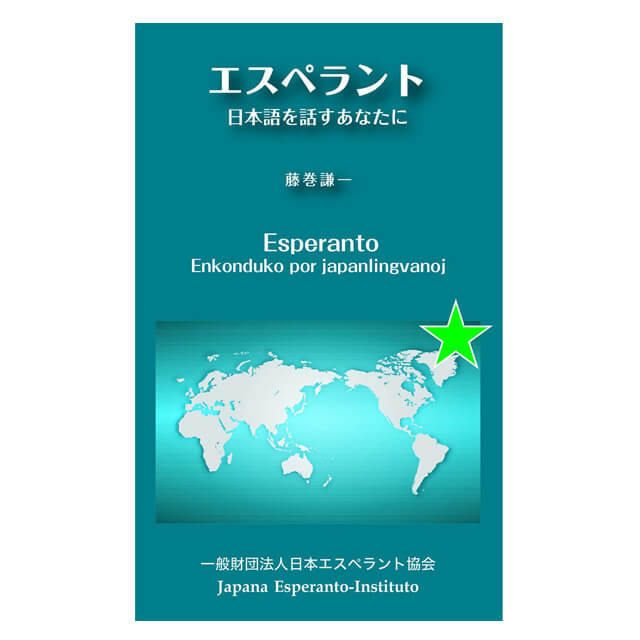 エスペラント
日本語を話すあなたに
藤巻謙一
Esperanto
Enkonduko por japanlingvanoj
一般財団法人日本エスペラント協会
Japana Esperanto-Instituto